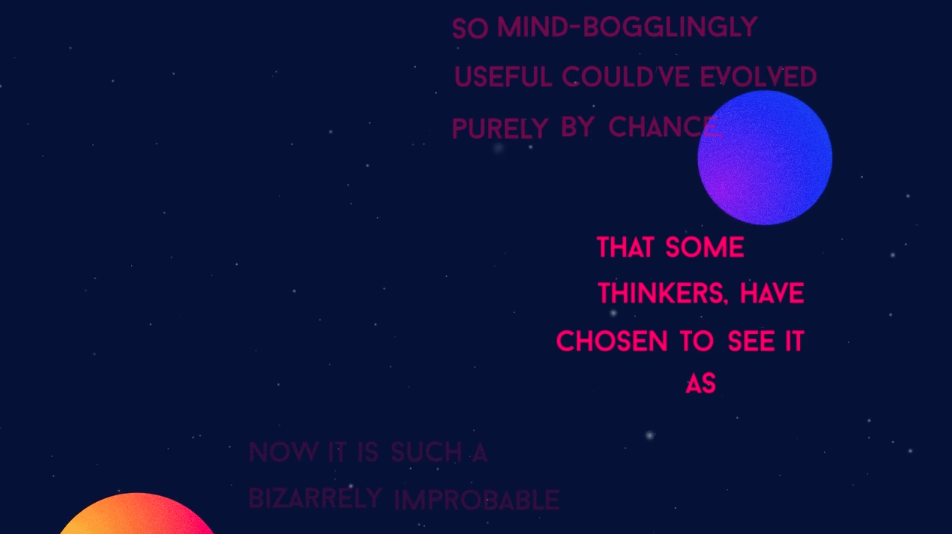 SO MIND-BOGGLINGLY
USEFUL COULD'VE EVOLVED
PURELY BY CHANCE
THAT SOME
THINKERS, HAVE
CHOSEN TO SEE IT
AS
NOW IT IS SUCH A
BIZARRELY IMPROBABLE